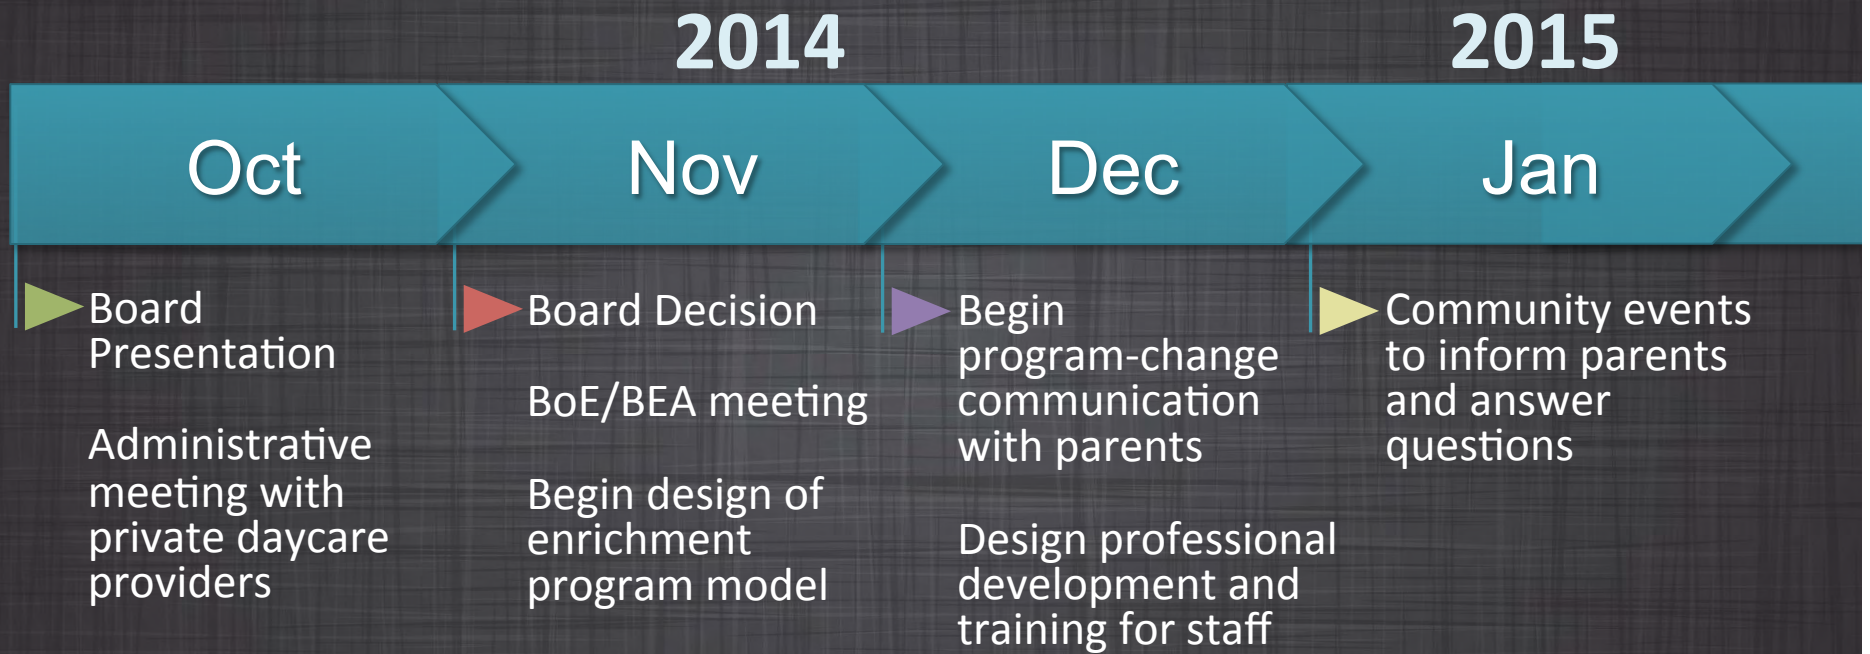 2014
2015
Oct
Nov
Dec
Jan
Board
Presentation
Administrative
meeting with
private daycare
providers
Board Decision
BoE/BEA meeting
Begin design of
enrichment
program model
Begin
program-change
communication
with parents
Design professional
development and
training for staff
Community events
to inform parents
and answer
questions